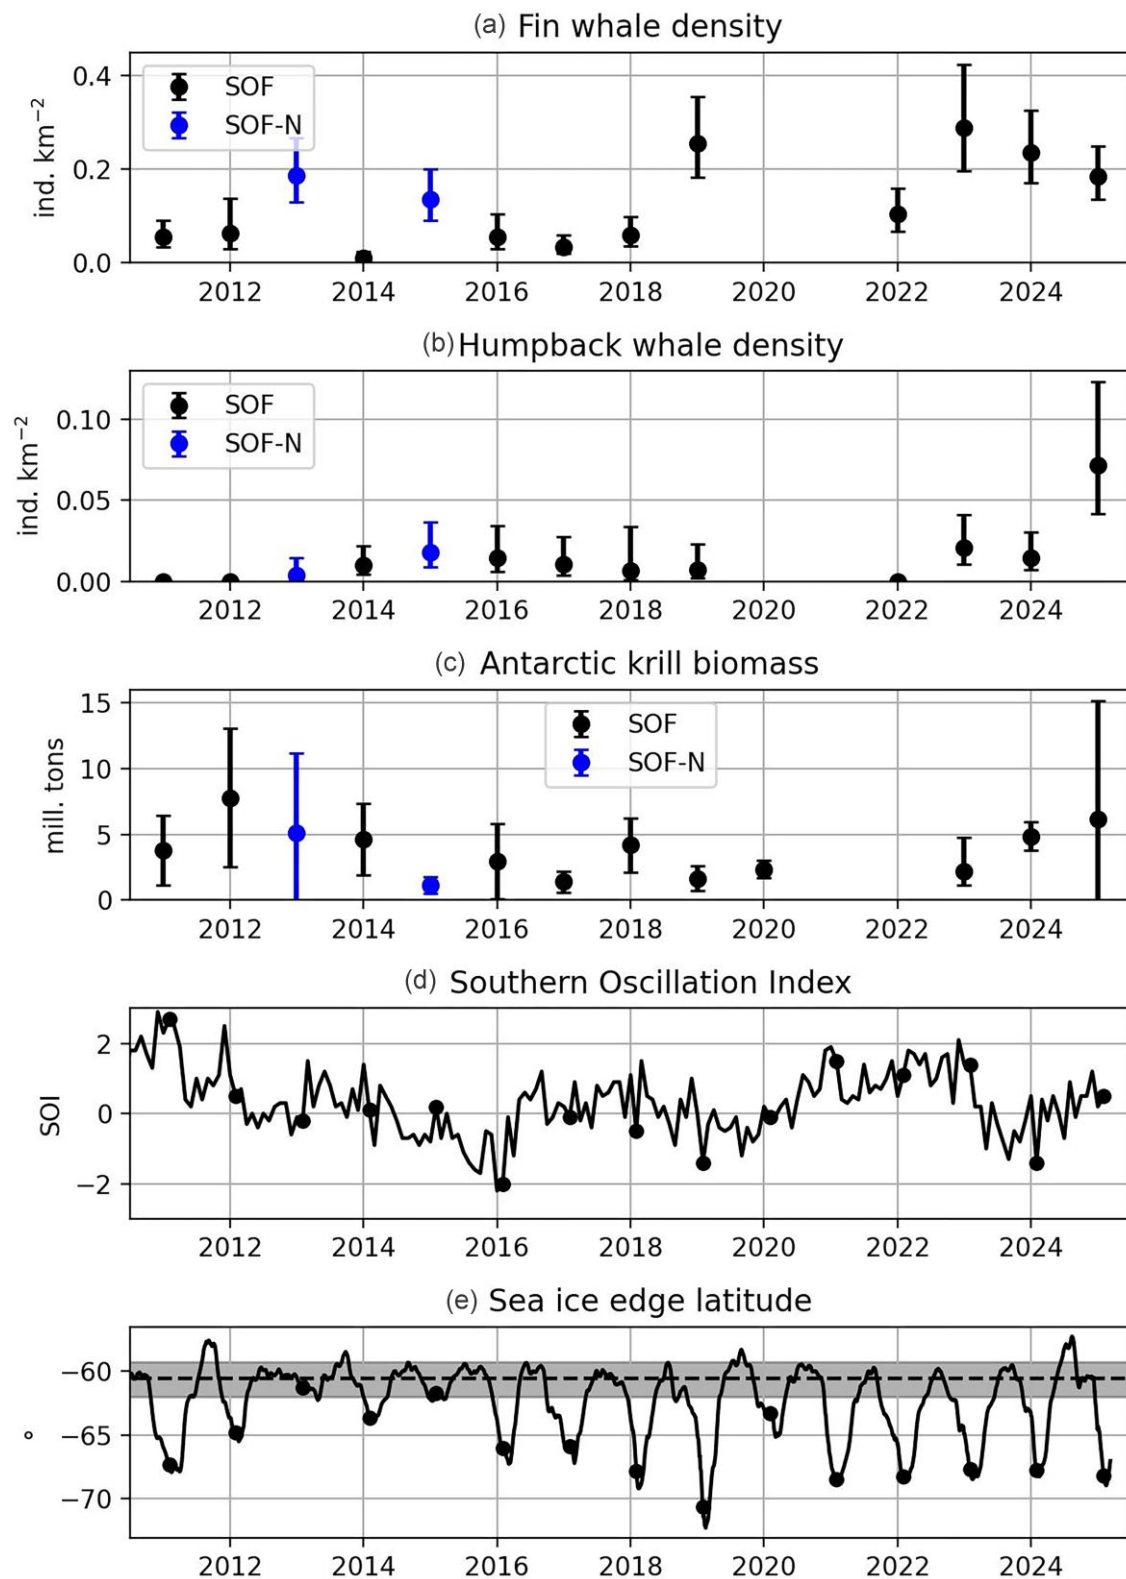 (a) Fin whale density
ind. km⁻²
0.4
0.2
0.0
SOF
SOF-N
2012 2014 2016 2018 2020 2022 2024
(b) Humpback whale density
ind. km⁻²
0.10
0.05
0.00
SOF
SOF-N
2012 2014 2016 2018 2020 2022 2024
(c) Antarctic krill biomass
mill. tons
15
10
5
0
SOF
SOF-N
2012 2014 2016 2018 2020 2022 2024
(d) Southern Oscillation Index
SOI
2
0
−2
2012 2014 2016 2018 2020 2022 2024
(e) Sea ice edge latitude
°
−60
−65
−70
2012 2014 2016 2018 2020 2022 2024